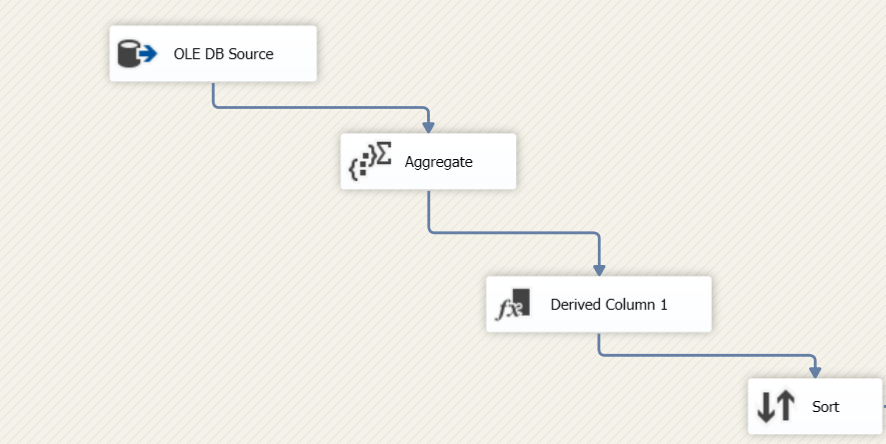 OLE DB Source
Aggregate
Derived Column 1
Sort